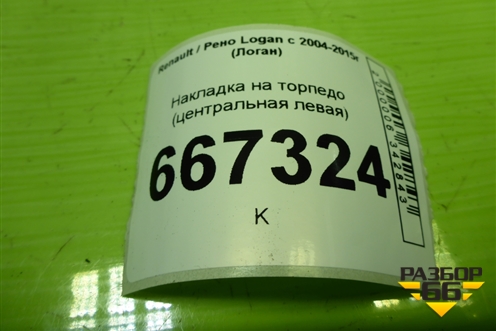 Renault / Рено Logan с 2004-2015г
(Логан)
Накладка на торпедо
(центральная левая)
667324
К
РАЗБОР
66